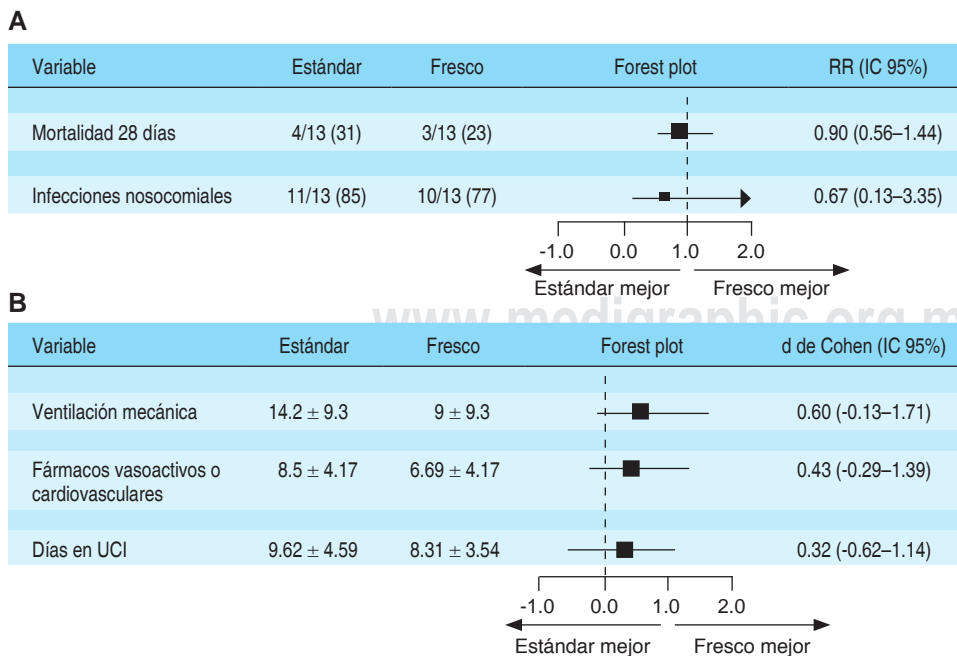 A
Variable Estándar Fresco Forest plot RR (IC 95%)
Mortalidad 28 días 4/13 (31) 3/13 (23) 0.90 (0.56–1.44)
Infecciones nosocomiales 11/13 (85) 10/13 (77) 0.67 (0.13–3.35)
-1.0 0.0 1.0 2.0
Estándar mejor Fresco mejor
www.medigraphic.org.m
B
Variable Estándar Fresco Forest plot d de Cohen (IC 95%)
Ventilación mecánica 14.2 ± 9.3 9 ± 9.3 0.60 (-0.13–1.71)
Fármacos vasoactivos o 8.5 ± 4.17 6.69 ± 4.17 0.43 (-0.29–1.39)
cardiovasculares
Días en UCI 9.62 ± 4.59 8.31 ± 3.54 0.32 (-0.62–1.14)
-1.0 0.0 1.0 2.0
Estándar mejor Fresco mejor